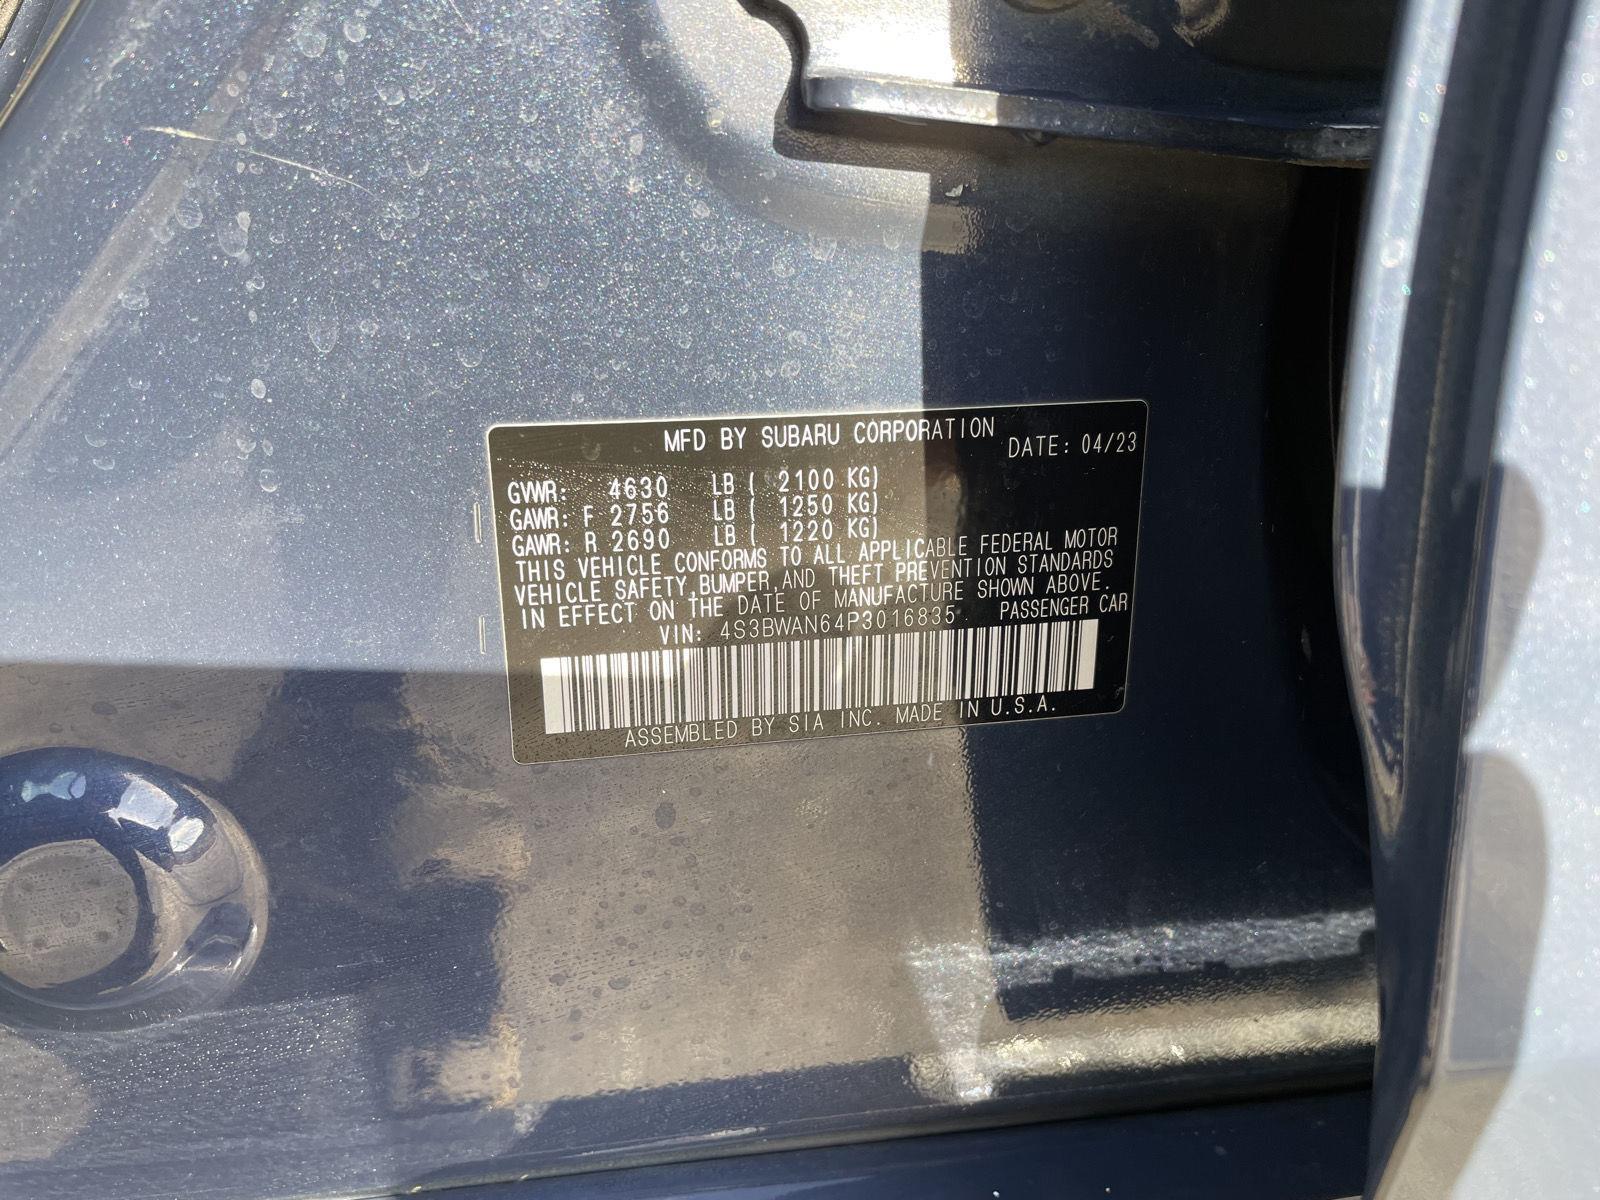 MFD BY SUBARU CORPORATION DATE: 04/23
GVWR: 4630 LB ( 2100 KG)
GAWR: F 2756 LB ( 1250 KG)
GAWR: R 2690 LB ( 1220 KG)
THIS VEHICLE CONFORMS TO ALL APPLICABLE FEDERAL MOTOR
VEHICLE SAFETY,BUMPER,AND THEFT PREVENTION STANDARDS
IN EFFECT ON THE DATE OF MANUFACTURE SHOWN ABOVE.
VIN: 4S3BWAN64P3016835 PASSENGER CAR
ASSEMBLED BY SIA INC. MADE IN U.S.A.